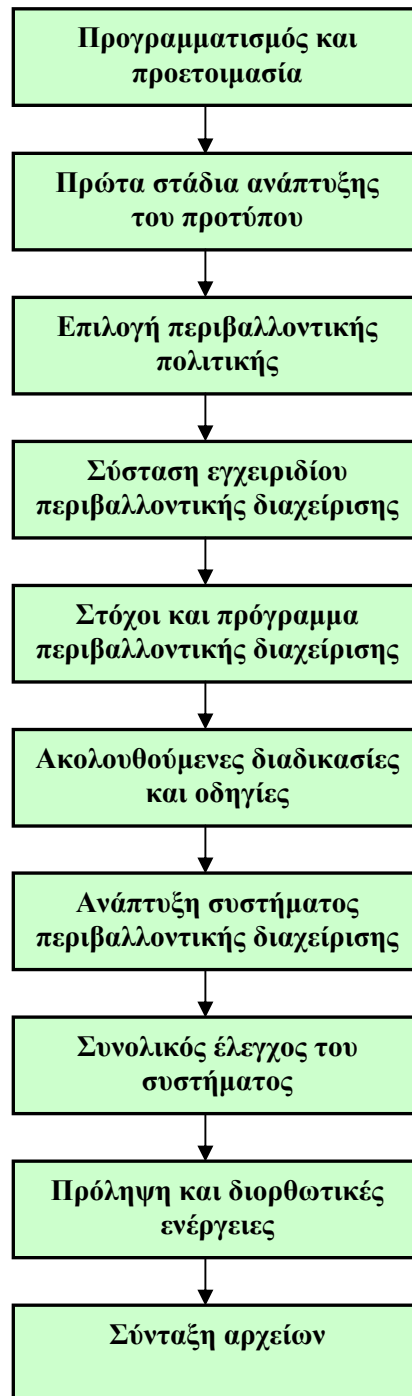 Προγραμματισμός και
προετοιμασία
Πρώτα στάδια ανάπτυξης
του προτύπου
Επιλογή περιβαλλοντικής
πολιτικής
Σύσταση εγχειριδίου
περιβαλλοντικής διαχείρισης
Στόχοι και πρόγραμμα
περιβαλλοντικής διαχείρισης
Ακολουθούμενες διαδικασίες
και οδηγίες
Ανάπτυξη συστήματος
περιβαλλοντικής διαχείρισης
Συνολικός έλεγχος του
συστήματος
Πρόληψη και διορθωτικές
ενέργειες
Σύνταξη αρχείων